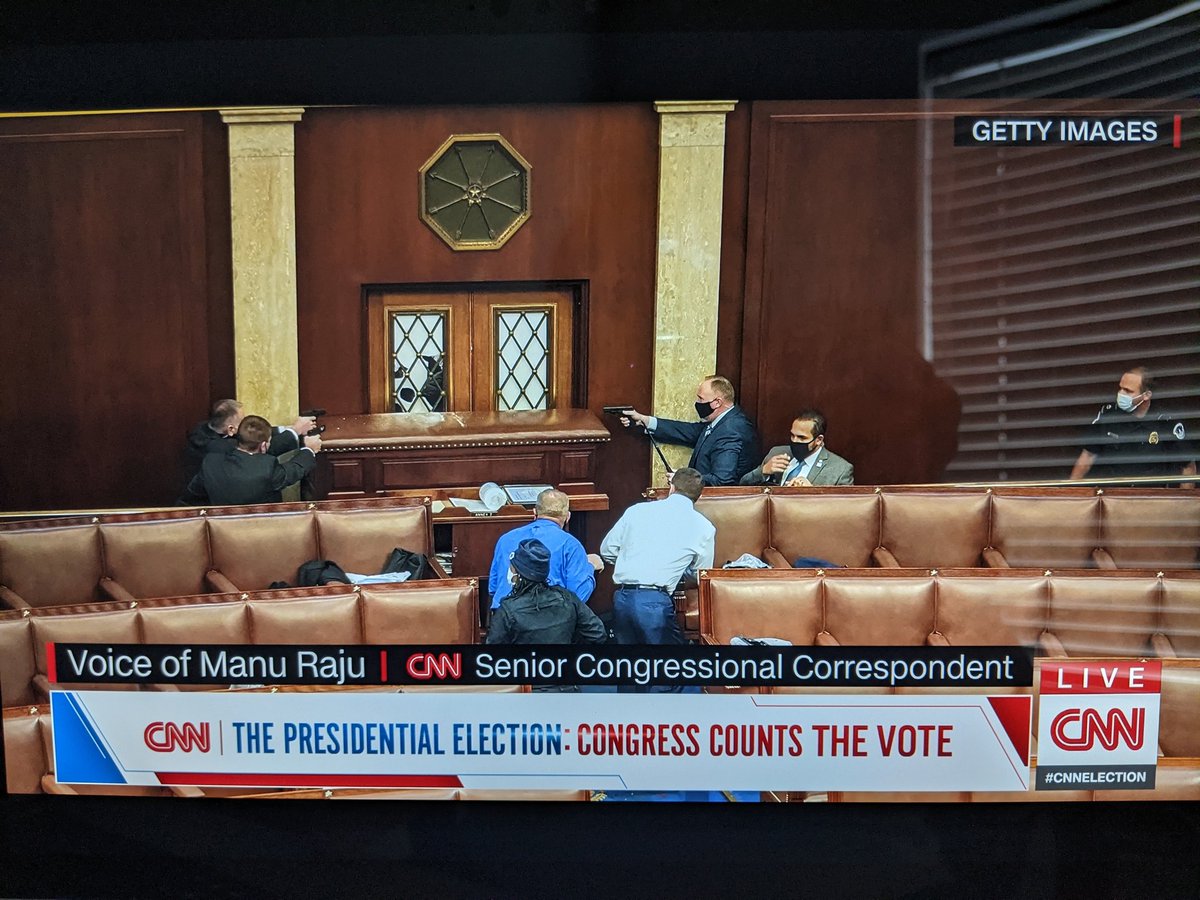 GETTY IMAGES
Voice of Manu Raju | CNN Senior Congressional Correspondent
CNN | THE PRESIDENTIAL ELECTION: CONGRESS COUNTS THE VOTE
LIVE
CNN
#CNNELECTION